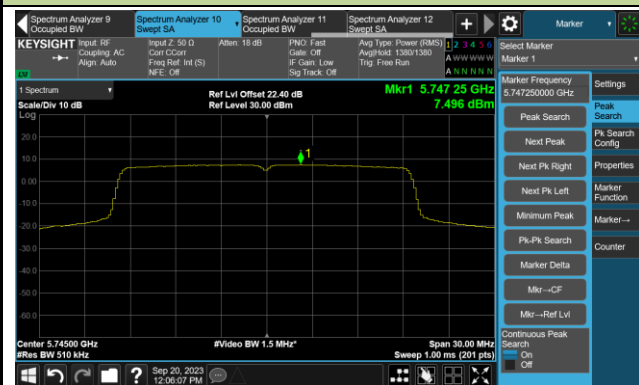 Spectrum Analyzer 9
Occupied BW
Spectrum Analyzer 10
Swept SA
Spectrum Analyzer 11
Occupied BW
Spectrum Analyzer 12
Swept SA
Marker
KEYSIGHT
Input: RF
Coupling: AC
Align: Auto
Input Z: 50 Ω
Corr CCorr
Freq Ref: Int (S)
NFE: Off
Atten: 18 dB
PNO: Fast
Gate: Off
IF Gain: Low
Sig Track: Off
Avg Type: Power (RMS)
Avg|Hold: 1380/1380
Trig: Free Run
1 2 3 4 5 6
A W W W W W
A N N N N N
Select Marker
Marker 1
1 Spectrum
Scale/Div 10 dB
Log
Ref Lvl Offset 22.40 dB
Ref Level 30.00 dBm
Mkr1 5.747 25 GHz
7.496 dBm
1
20.0
10.0
0.00
-10.0
-20.0
-30.0
-40.0
-50.0
-60.0
Center 5.74500 GHz
#Res BW 510 kHz
#Video BW 1.5 MHz*
Span 30.00 MHz
Sweep 1.00 ms (201 pts)
Marker Frequency
5.747250000 GHz
Peak Search
Next Peak
Next Pk Right
Next Pk Left
Minimum Peak
Pk-Pk Search
Marker Delta
Mkr→CF
Mkr→Ref Lvl
Continuous Peak
Search
On
Off
Settings
Peak
Search
Pk Search
Config
Properties
Marker
Function
Marker→
Counter
Sep 20, 2023
12:06:07 PM